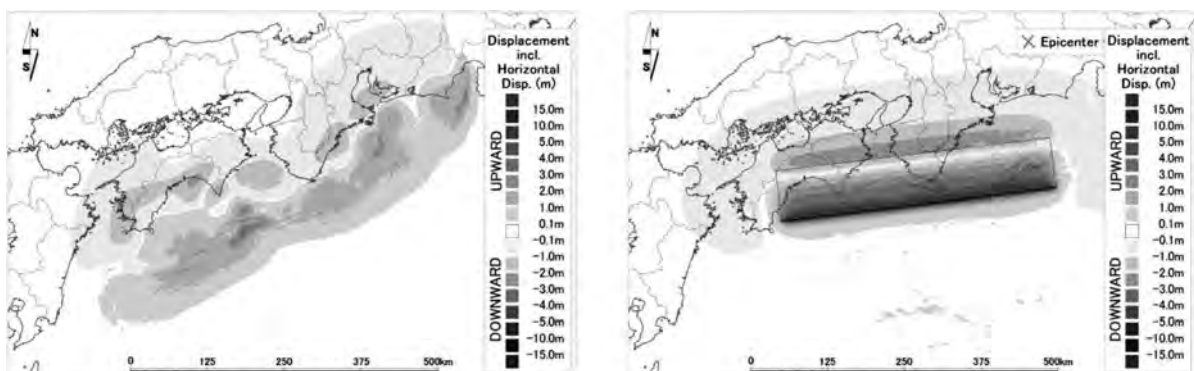 N
S
Displacement
incl.
Horizontal
Disp. (m)
UPWARD
15.0m
10.0m
5.0m
4.0m
3.0m
2.0m
1.0m
0.1m
-0.1m
-1.0m
-2.0m
-3.0m
-4.0m
-5.0m
-10.0m
-15.0m
DOWNWARD
0 125 250 375 500km
N
S
Epicenter
Displacement
incl.
Horizontal
Disp. (m)
UPWARD
15.0m
10.0m
5.0m
4.0m
3.0m
2.0m
1.0m
0.1m
-0.1m
-1.0m
-2.0m
-3.0m
-4.0m
-5.0m
-10.0m
-15.0m
DOWNWARD
0 125 250 375 500km